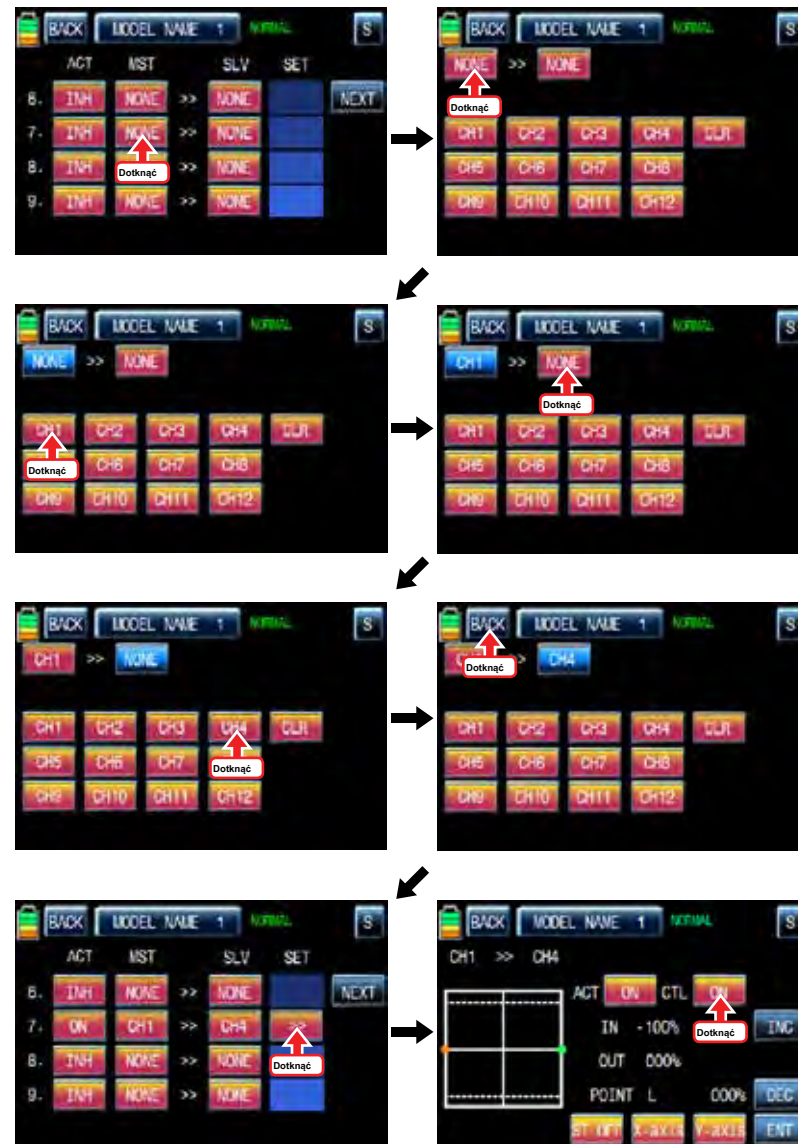 BACK MODEL NAME 1 NORMAL S
ACT MST SLV SET
6. INH NONE >> NONE NEXT
7. INH NONE >> NONE
Dotknąć
8. INH >> NONE
9. INH NONE >> NONE
BACK MODEL NAME 1 NORMAL S
NONE >> NONE
Dotknąć
CH1 CH2 CH3 CH4 CLR
CH5 CH6 CH7 CH8
CH9 CH10 CH11 CH12
BACK MODEL NAME 1 NORMAL S
NONE >> NONE
CH1 CH2 CH3 CH4 CLR
Dotknąć
CH6 CH7 CH8
CH9 CH10 CH11 CH12
BACK MODEL NAME 1 NORMAL S
CH1 >> NONE
Dotknąć
CH1 CH2 CH3 CH4 CLR
CH5 CH6 CH7 CH8
CH9 CH10 CH11 CH12
BACK MODEL NAME 1 NORMAL S
CH1 >> NONE
CH1 CH2 CH3 CH4 CLR
CH5 CH6 CH7
Dotknąć
CH9 CH10 CH11 CH12
BACK MODEL NAME 1 NORMAL S
Dotknąć
> CH4
CH1 CH2 CH3 CH4 CLR
CH5 CH6 CH7 CH8
CH9 CH10 CH11 CH12
BACK MODEL NAME 1 NORMAL S
ACT MST SLV SET
6. INH NONE >> NONE NEXT
7. ON CH1 >> CH4 >>
8. INH NONE >> NONE
Dotknąć
9. INH NONE >> NONE
BACK MODEL NAME 1 NORMAL S
CH1 >> CH4
ACT ON CTL ON
IN -100% INC
Dotknąć
OUT 000%
POINT L 000% DEC
ST OFF X-axis Y-axis ENT